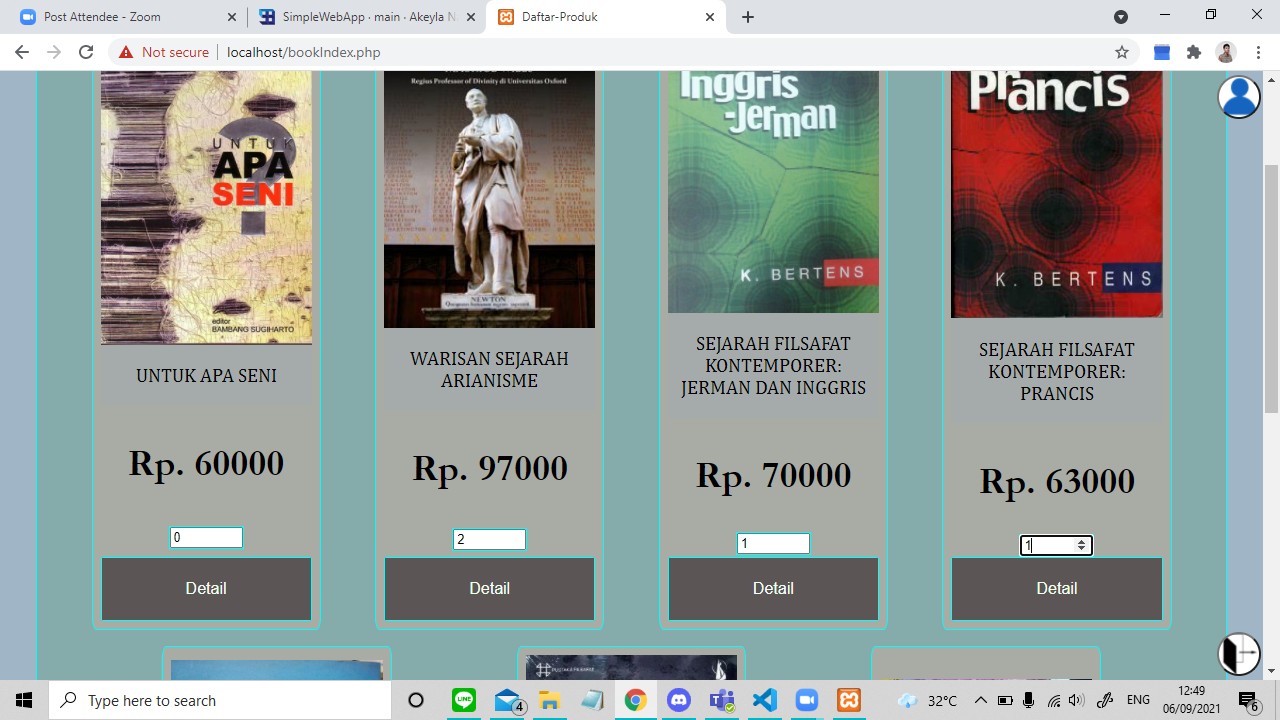 Post Attendee - Zoom
SimpleWebApp · main · Akeyla N
Daftar-Produk
Not secure
localhost/bookIndex.php
UNTUK
APA
SENI
?
editor
BAMBANG SUGIHARTO
UNTUK APA SENI
Rp. 60000
0
Detail
Regius Professor of Divinity di Universitas Oxford
NEWTON
WARISAN SEJARAH
ARIANISME
Rp. 97000
2
Detail
Inggris
-Jerman
K. BERTENS
SEJARAH FILSAFAT
KONTEMPORER:
JERMAN DAN INGGRIS
Rp. 70000
1
Detail
Prancis
K. BERTENS
SEJARAH FILSAFAT
KONTEMPORER:
PRANCIS
Rp. 63000
1
Detail
PUSTAKA FILSAFAT
Type here to search
LINE
4
32°C
ENG
12:49
06/09/2021
6